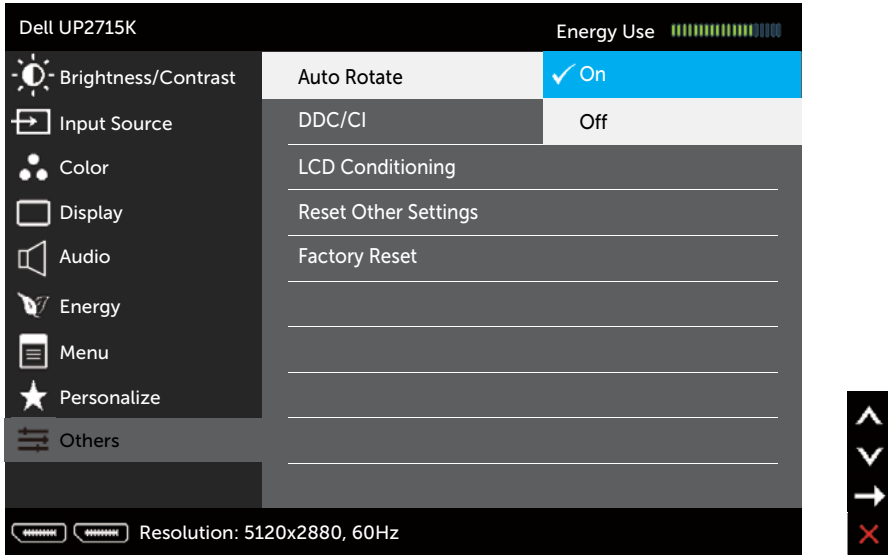 Dell UP2715K
Energy Use
Brightness/Contrast
Auto Rotate
On
Input Source
DDC/CI
Off
Color
LCD Conditioning
Display
Reset Other Settings
Audio
Factory Reset
Energy
Menu
Personalize
Others
Resolution: 5120x2880, 60Hz